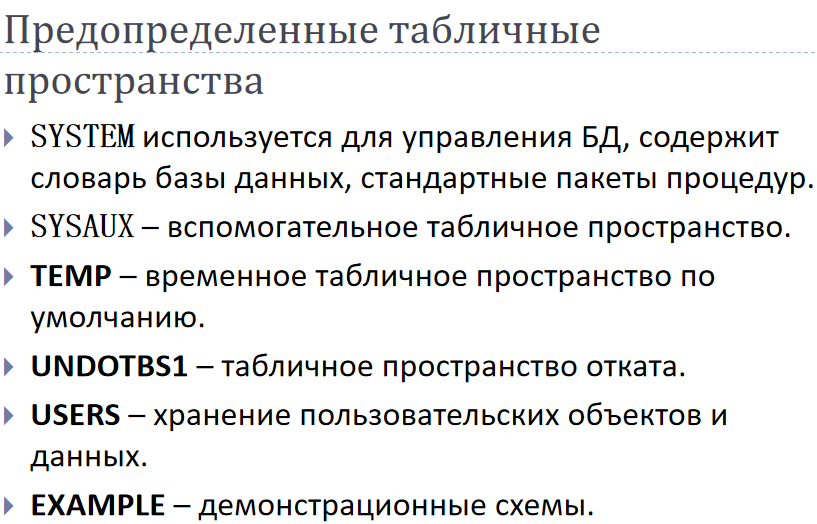 Предопределенные табличные
пространства
SYSTEM используется для управления БД, содержит
словарь базы данных, стандартные пакеты процедур.
SYSAUX – вспомогательное табличное пространство.
TEMP – временное табличное пространство по
умолчанию.
UNDOTBS1 – табличное пространство отката.
USERS – хранение пользовательских объектов и
данных.
EXAMPLE – демонстрационные схемы.